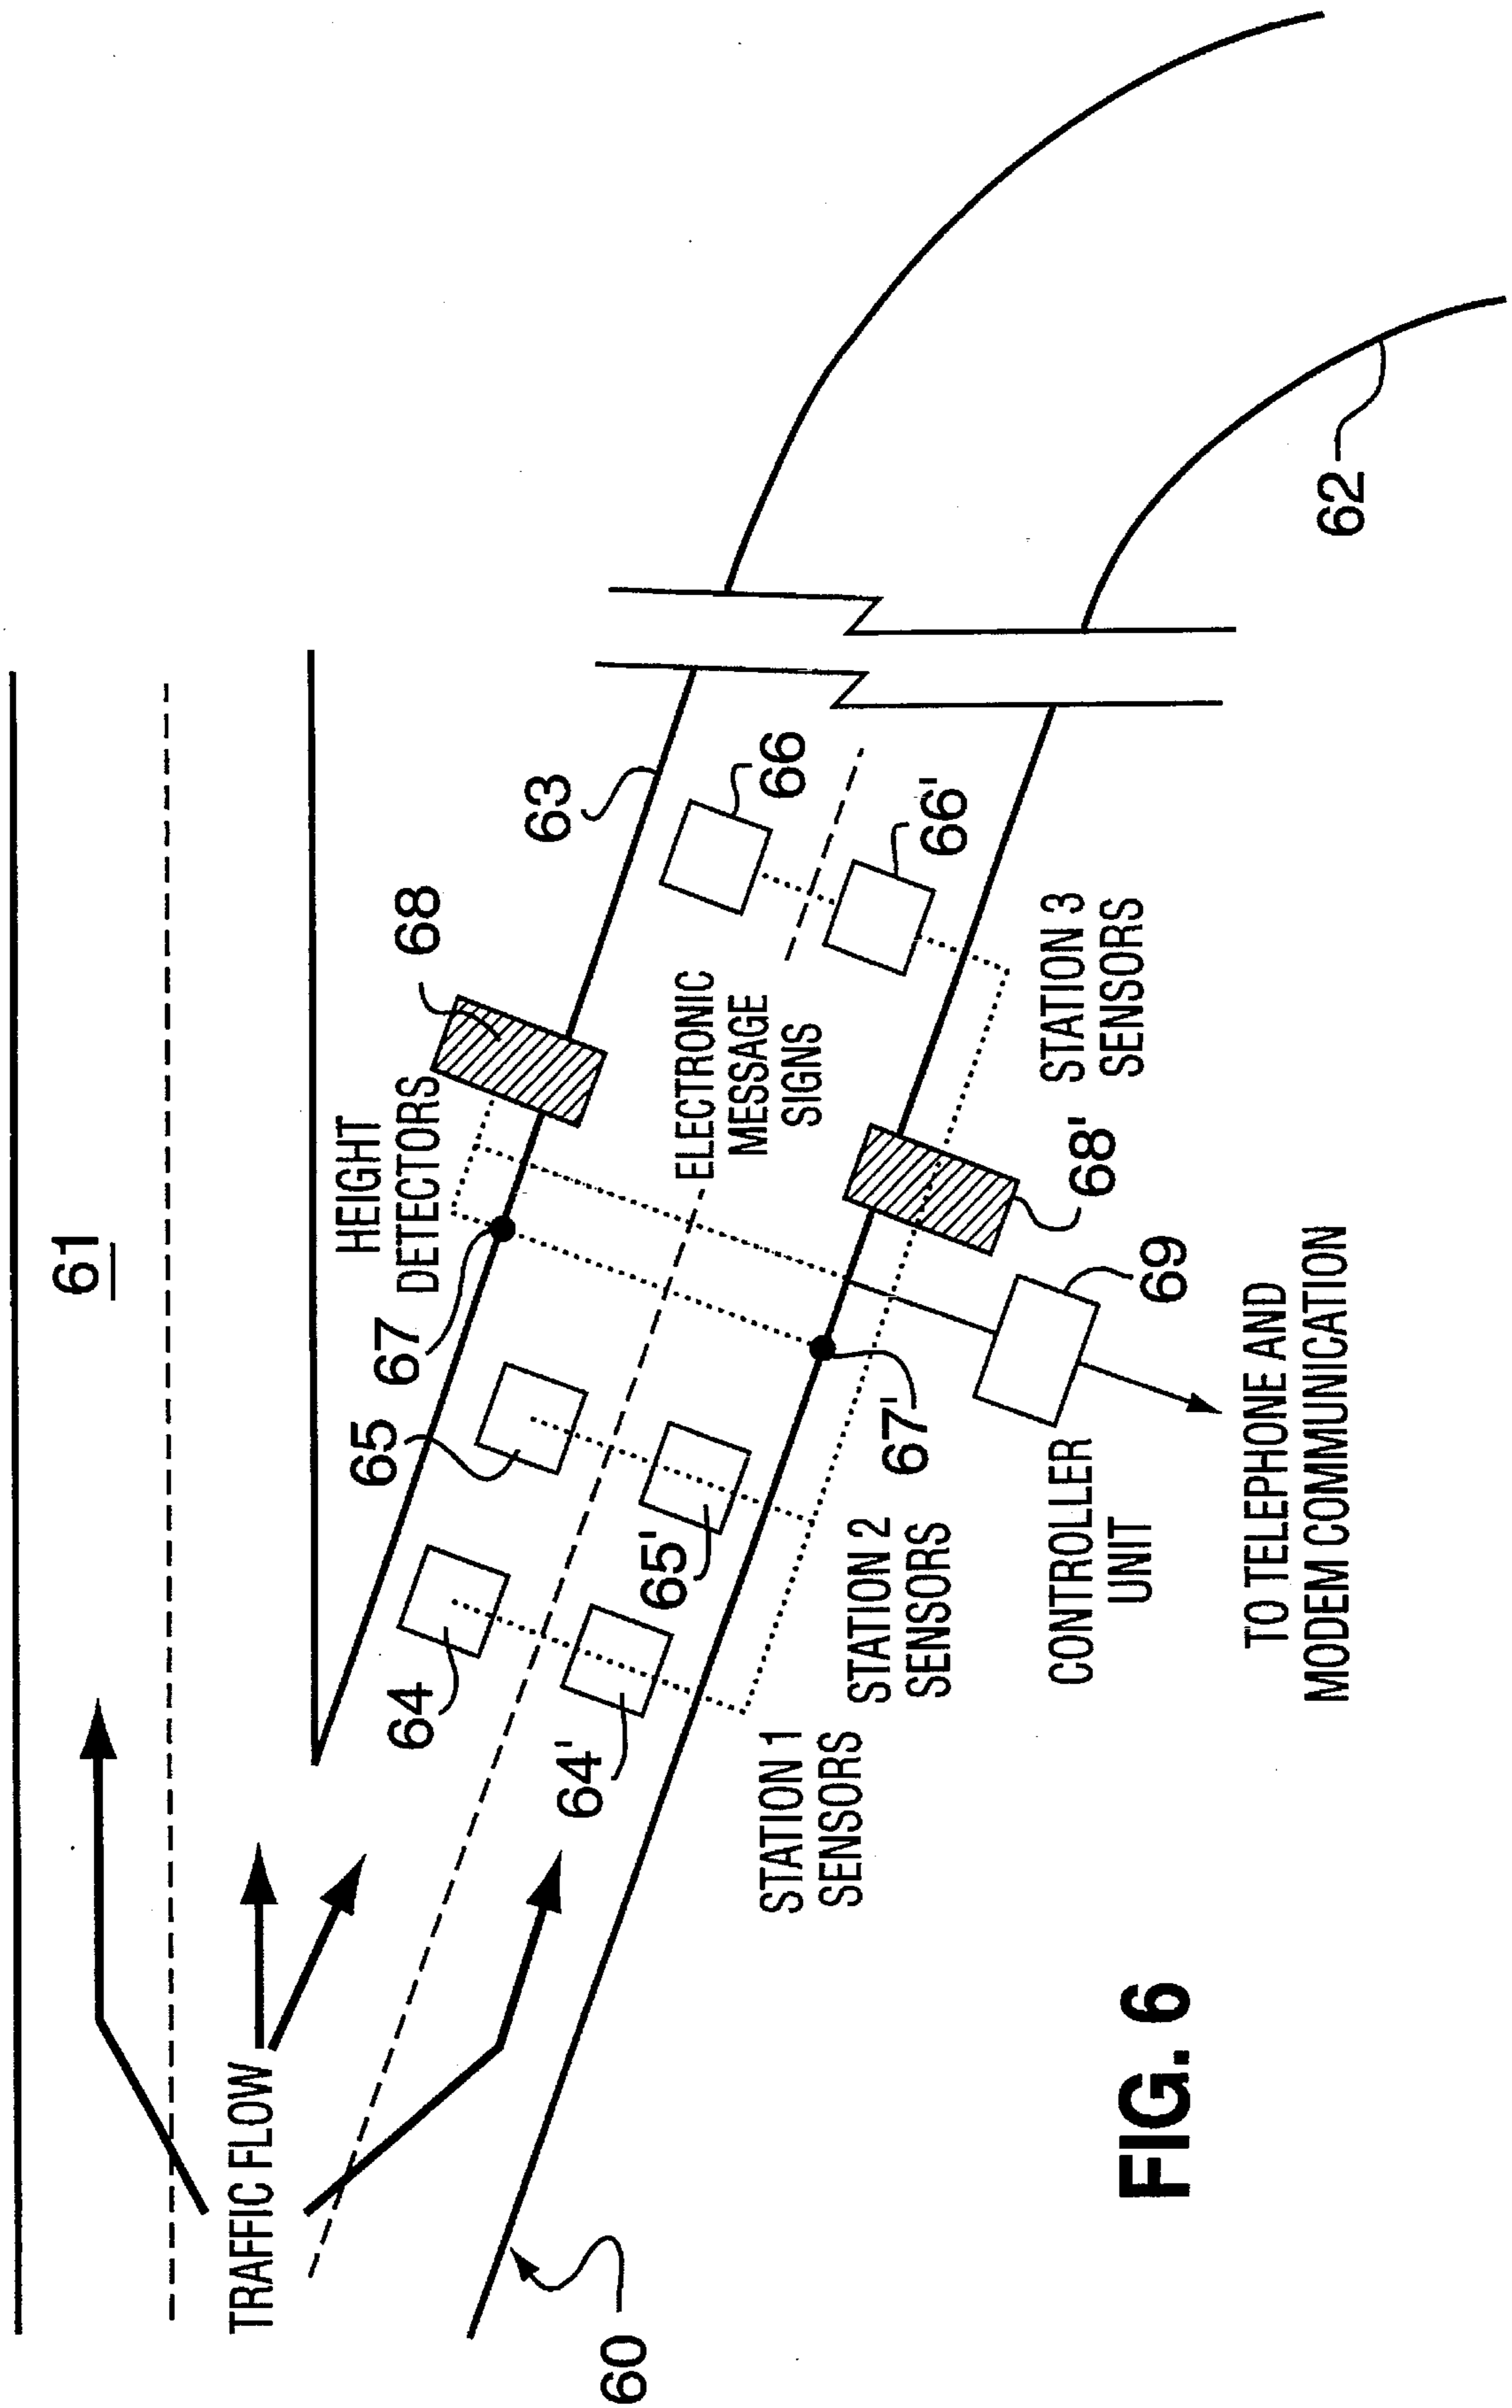 61
TRAFFIC FLOW
60
64
64'
65
65'
67
67'
HEIGHT
DETECTORS
68
63
66
66'
62
ELECTRONIC
MESSAGE
SIGNS
68'
69
STATION 1
SENSORS
STATION 2
SENSORS
STATION 3
SENSORS
CONTROLLER
UNIT
TO TELEPHONE AND
MODEM COMMUNICATION
FIG. 6